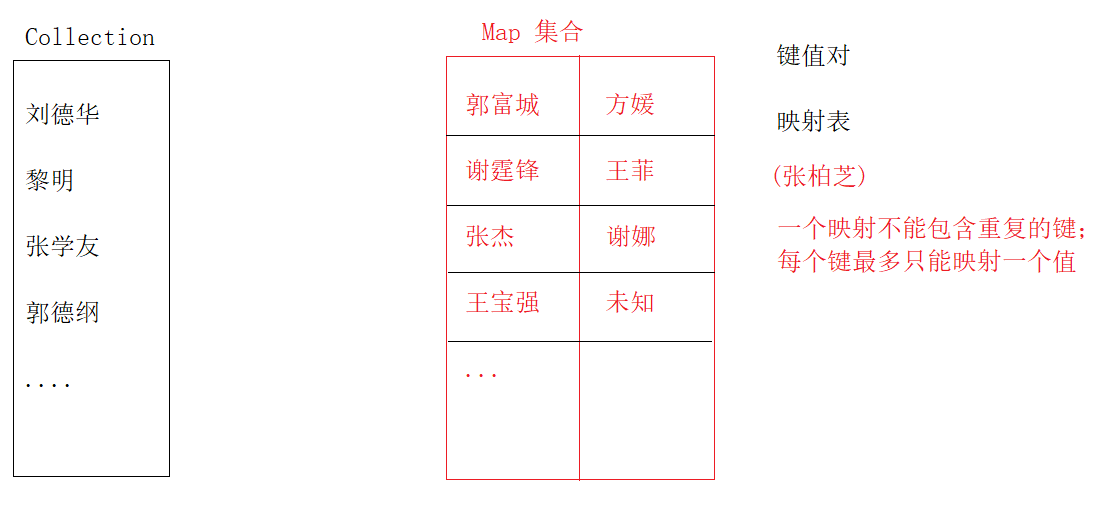 Collection
刘德华
黎明
张学友
郭德纲
....
Map 集合
郭富城 方媛
谢霆锋 王菲
张杰 谢娜
王宝强 未知
...
键值对
映射表
(张柏芝)
一个映射不能包含重复的键；
每个键最多只能映射一个值